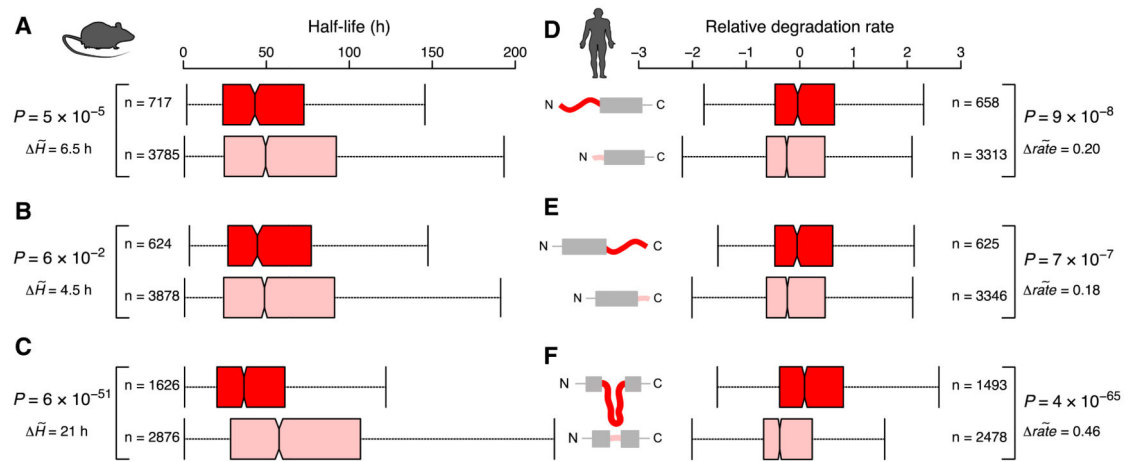 A
Half-life (h)
0 50 100 150 200
n = 717
P = 5 × 10⁻⁵
ΔH̃ = 6.5 h
n = 3785
B
n = 624
P = 6 × 10⁻²
ΔH̃ = 4.5 h
n = 3878
C
n = 1626
P = 6 × 10⁻⁵¹
ΔH̃ = 21 h
n = 2876
D
Relative degradation rate
−3 −2 −1 0 1 2 3
N C
n = 658
P = 9 × 10⁻⁸
Δratẽ = 0.20
N C
n = 3313
E
N C
n = 625
P = 7 × 10⁻⁷
Δratẽ = 0.18
N C
n = 3346
F
N C
n = 1493
P = 4 × 10⁻⁶⁵
Δratẽ = 0.46
N C
n = 2478